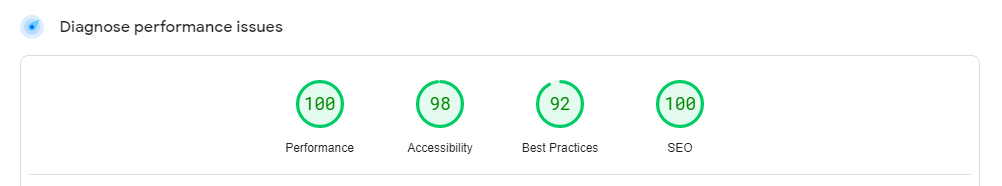 Diagnose performance issues
100 98 92 100
Performance Accessibility Best Practices SEO